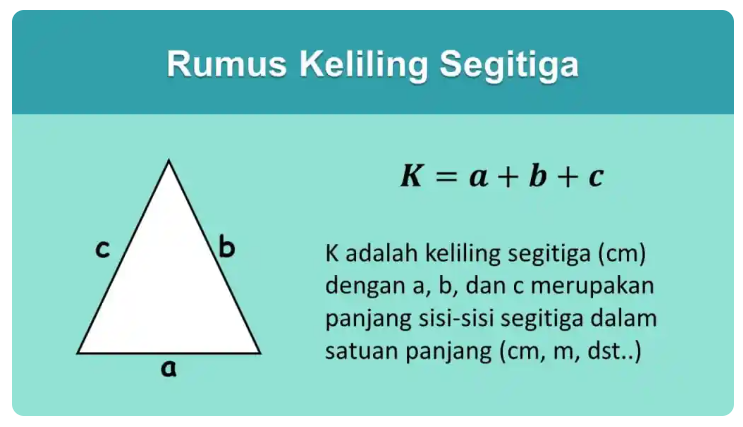 Rumus Keliling Segitiga
K = a + b + c
c
b
a
K adalah keliling segitiga (cm)
dengan a, b, dan c merupakan
panjang sisi-sisi segitiga dalam
satuan panjang (cm, m, dst..)